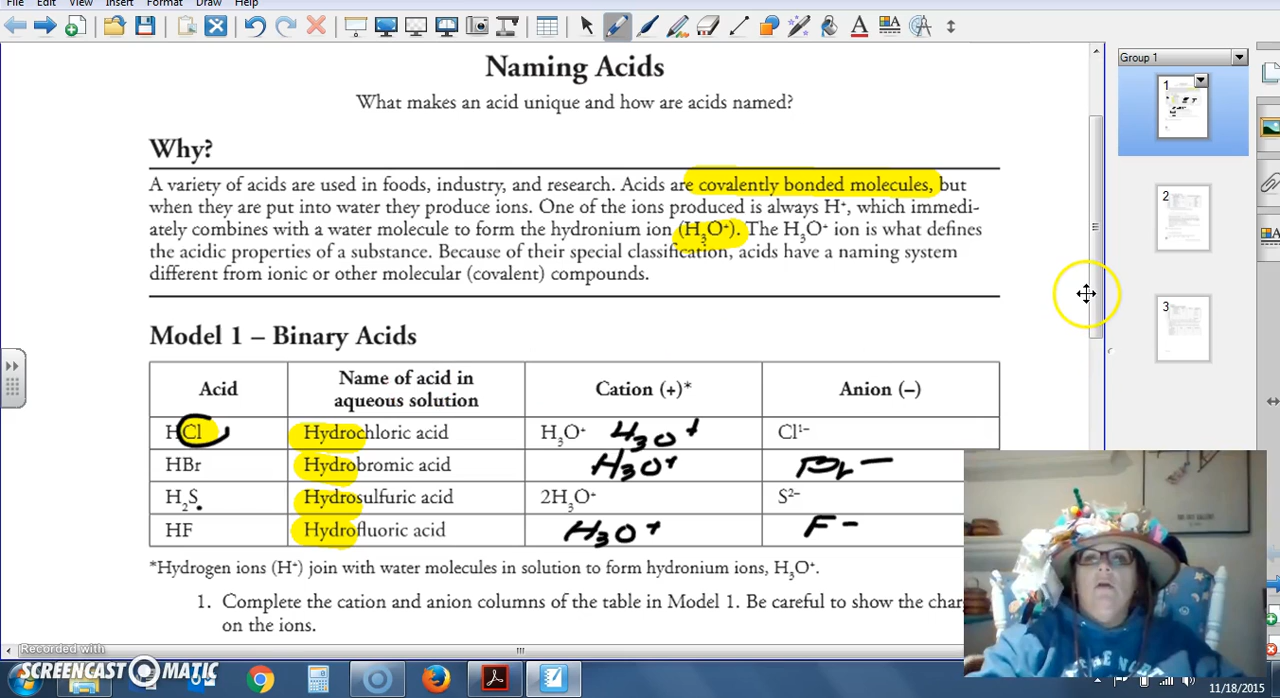 File Edit View Insert Format Draw Help
Naming Acids
What makes an acid unique and how are acids named?
Why?
A variety of acids are used in foods, industry, and research. Acids are covalently bonded molecules, but
when they are put into water they produce ions. One of the ions produced is always H⁺, which immedi-
ately combines with a water molecule to form the hydronium ion (H₃O⁺). The H₃O⁺ ion is what defines
the acidic properties of a substance. Because of their special classification, acids have a naming system
different from ionic or other molecular (covalent) compounds.
Model 1 – Binary Acids
Acid Name of acid in aqueous solution Cation (+)* Anion (–)
HCl Hydrochloric acid H₃O⁺ H₃O⁺ Cl¹⁻
HBr Hydrobromic acid H₃O⁺ Br⁻
H₂S Hydrosulfuric acid 2H₃O⁺ S²⁻
HF Hydrofluoric acid H₃O⁺ F⁻
*Hydrogen ions (H⁺) join with water molecules in solution to form hydronium ions, H₃O⁺.
1. Complete the cation and anion columns of the table in Model 1. Be careful to show the char
on the ions.
Group 1
1
2
3
Recorded with
SCREENCAST-O-MATIC
11/18/2015